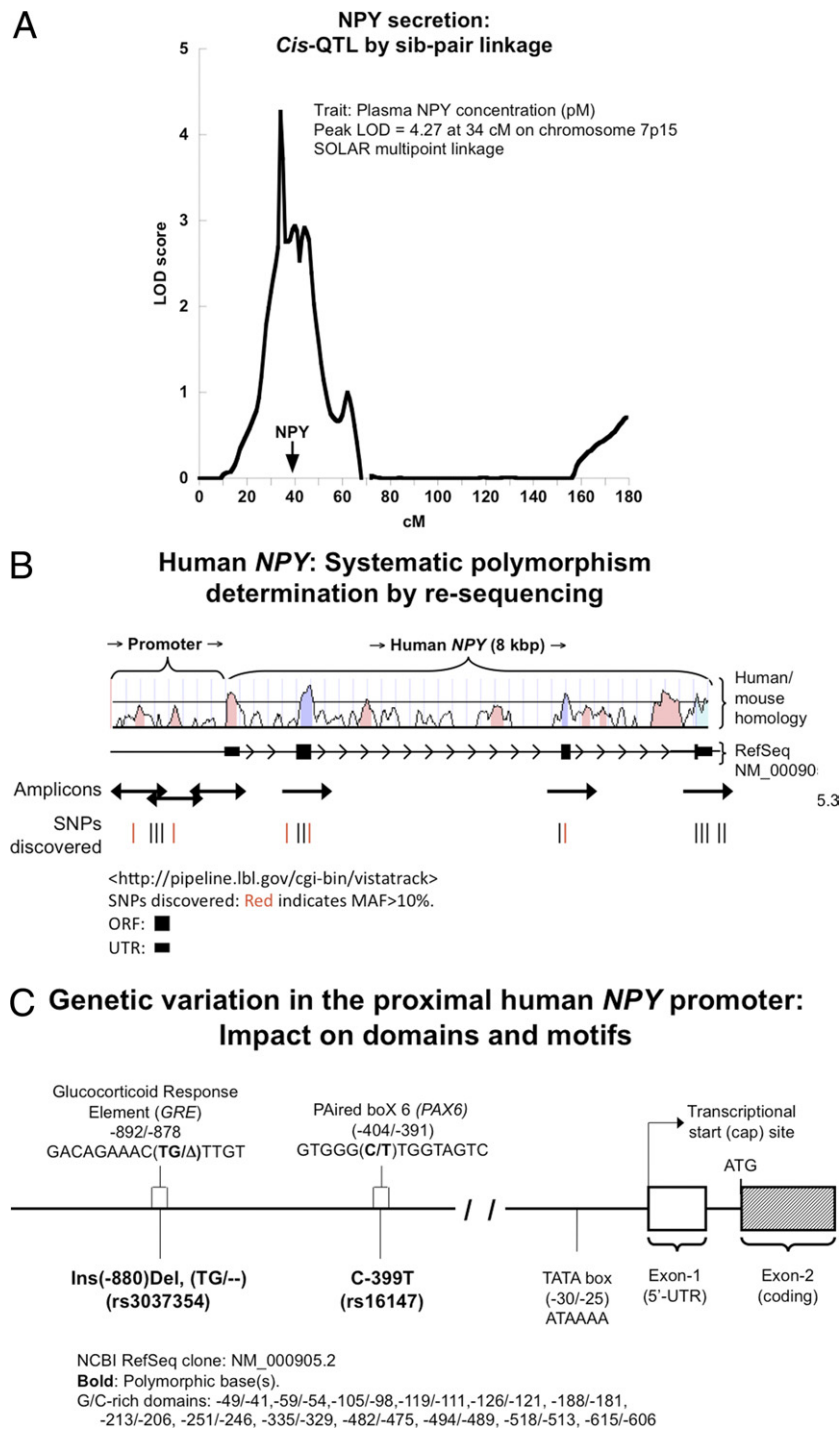 A
NPY secretion:
Cis-QTL by sib-pair linkage
Trait: Plasma NPY concentration (pM)
Peak LOD = 4.27 at 34 cM on chromosome 7p15
SOLAR multipoint linkage
LOD score
5
4
3
2
1
0
NPY
0 20 40 60 80 100 120 140 160 180
cM
B
Human NPY: Systematic polymorphism
determination by re-sequencing
→ Promoter →
→ Human NPY (8 kbp) →
Human/
mouse
homology
RefSeq
NM_000905
5.3
Amplicons
SNPs
discovered
<http://pipeline.lbl.gov/cgi-bin/vistatrack>
SNPs discovered: Red indicates MAF>10%.
ORF:
UTR:
C
Genetic variation in the proximal human NPY promoter:
Impact on domains and motifs
Glucocorticoid Response
Element (GRE)
-892/-878
GACAGAAAC(TG/Δ)TTGT
PAired boX 6 (PAX6)
(-404/-391)
GTGGG(C/T)TGGTAGTC
Transcriptional
start (cap) site
ATG
/ /
Ins(-880)Del, (TG/--)
(rs3037354)
C-399T
(rs16147)
TATA box
(-30/-25)
ATAAAA
Exon-1
(5'-UTR)
Exon-2
(coding)
NCBI RefSeq clone: NM_000905.2
Bold: Polymorphic base(s).
G/C-rich domains: -49/-41,-59/-54,-105/-98,-119/-111,-126/-121, -188/-181,
-213/-206, -251/-246, -335/-329, -482/-475, -494/-489, -518/-513, -615/-606